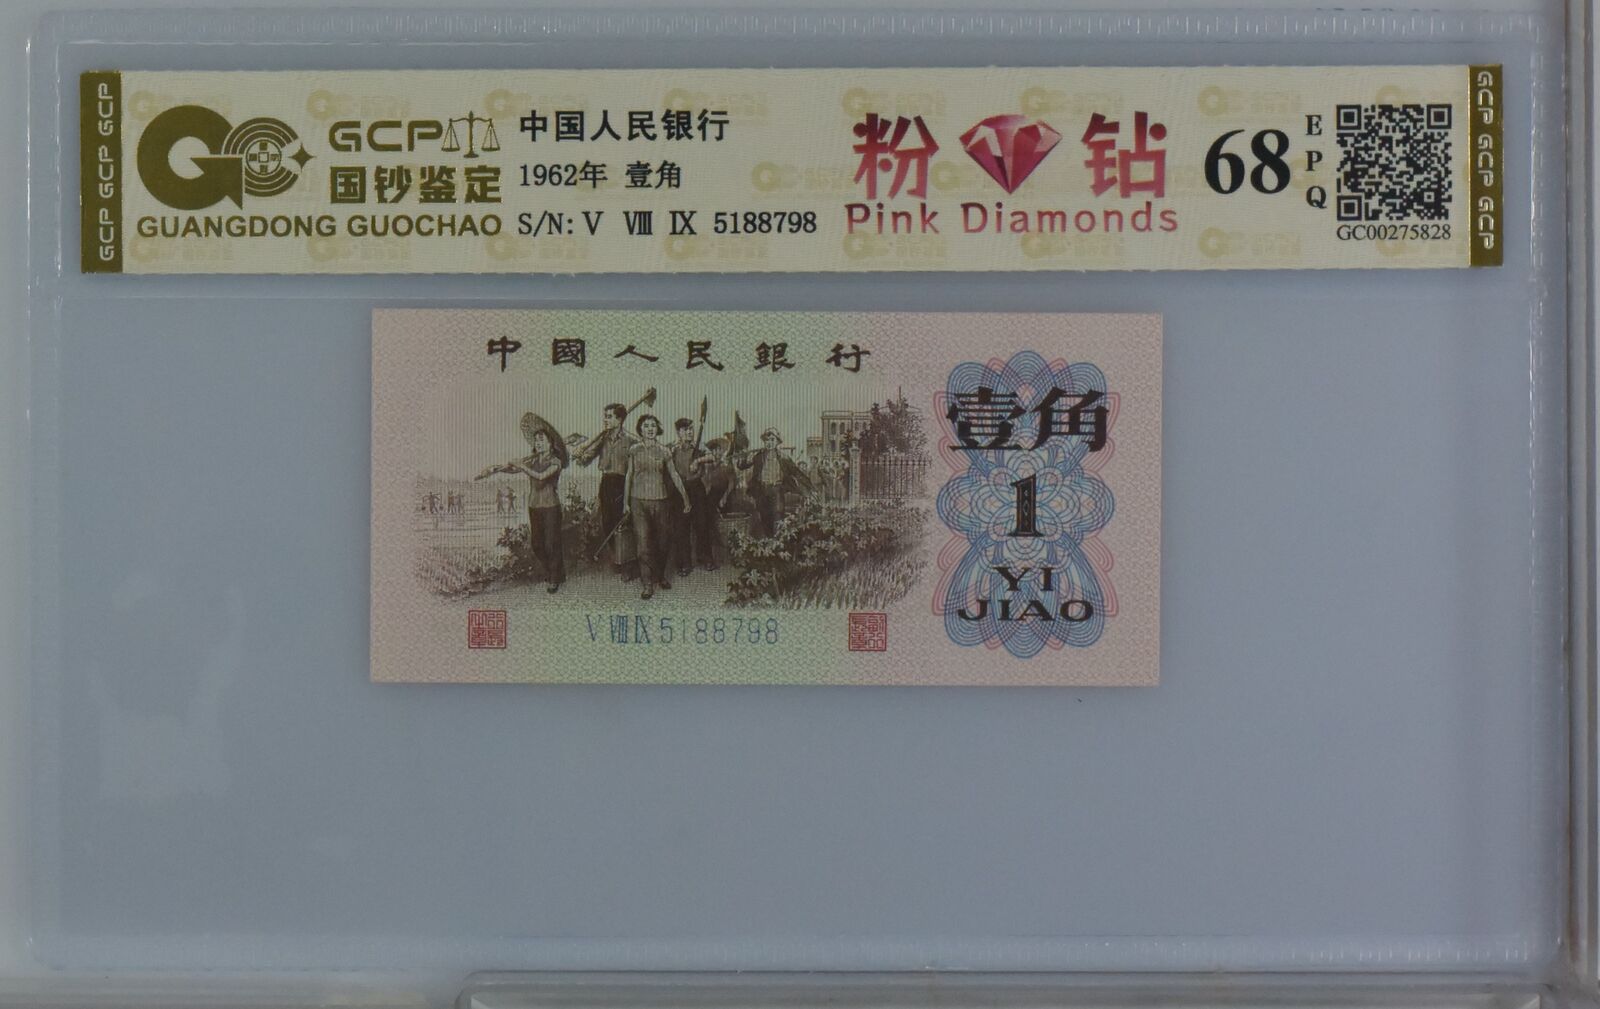 GCP GCP GCP
GCP
国钞鉴定
GUANGDONG GUOCHAO
中国人民银行
1962年 壹角
S/N: V Ⅷ Ⅸ 5188798
粉钻
Pink Diamonds
68
EPQ
GC00275828
GCP GCP GCP
中國人民銀行
壹角
1
YI
JIAO
V Ⅷ Ⅸ 5188798